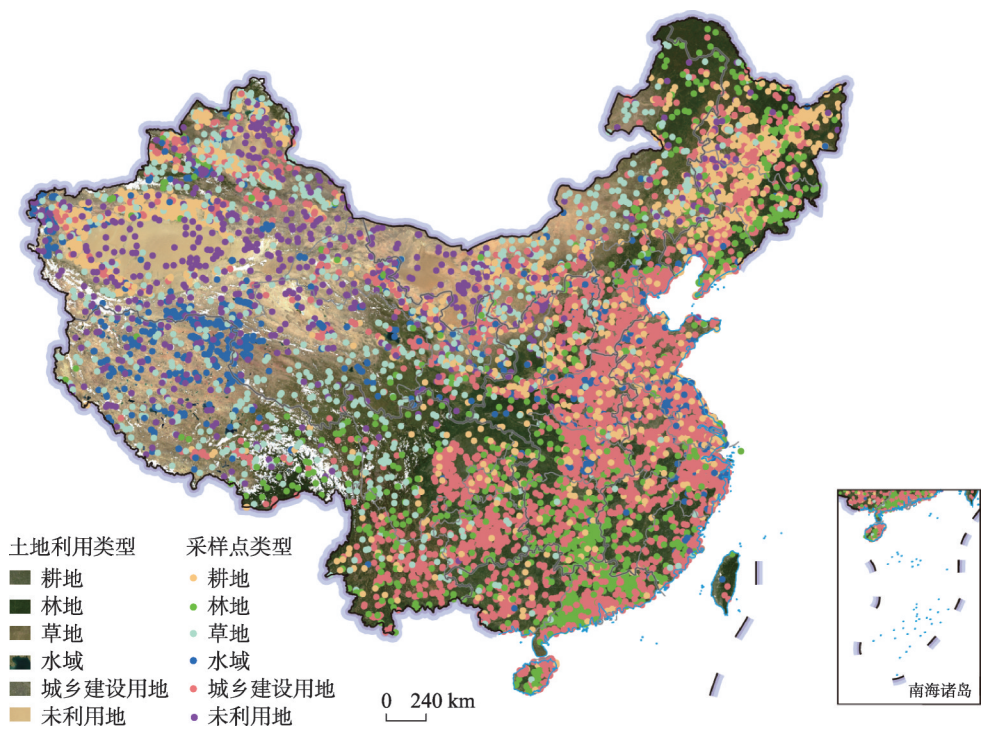 土地利用类型
耕地
林地
草地
水域
城乡建设用地
未利用地
采样点类型
耕地
林地
草地
水域
城乡建设用地
未利用地
0 240 km
南海诸岛